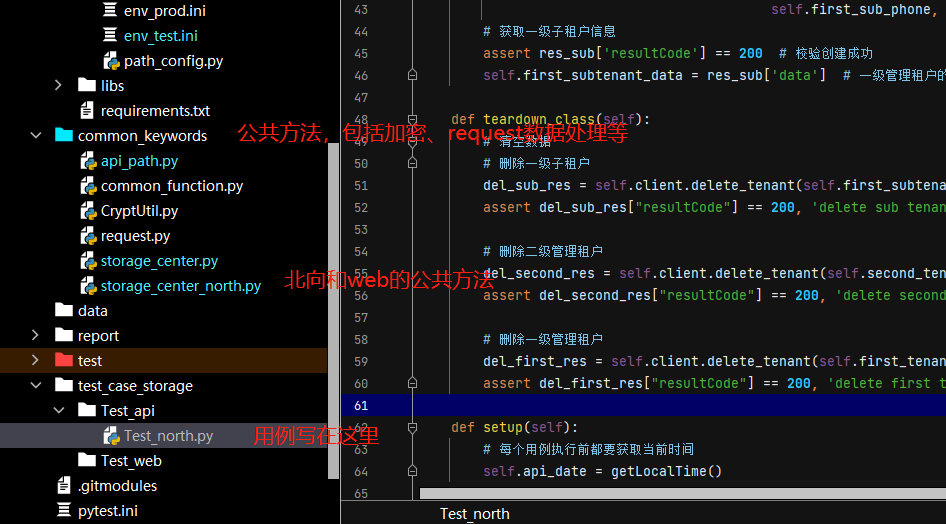 env_prod.ini
env_test.ini
path_config.py
libs
requirements.txt
common_keywords
公共方法，包括加密、request数据处理等
api_path.py
common_function.py
CryptUtil.py
request.py
storage_center.py
storage_center_north.py
北向和web的公共方法
data
report
test
test_case_storage
Test_api
Test_north.py
用例写在这里
Test_web
.gitmodules
pytest.ini
43 self.first_sub_phone,
44 # 获取一级子租户信息
45 assert res_sub['resultCode'] == 200 # 校验创建成功
46 self.first_subtenant_data = res_sub['data'] # 一级管理租户的
47
48 def teardown_class(self):
49 # 清空数据
50 # 删除一级子租户
51 del_sub_res = self.client.delete_tenant(self.first_subtena
52 assert del_sub_res["resultCode"] == 200, 'delete sub tenan
53
54 # 删除二级管理租户
55 del_second_res = self.client.delete_tenant(self.second_ten
56 assert del_second_res["resultCode"] == 200, 'delete second
57
58 # 删除一级管理租户
59 del_first_res = self.client.delete_tenant(self.first_tenan
60 assert del_first_res["resultCode"] == 200, 'delete first t
61
62 def setup(self):
63 # 每个用例执行前都要获取当前时间
64 self.api_date = getLocalTime()
65
Test_north